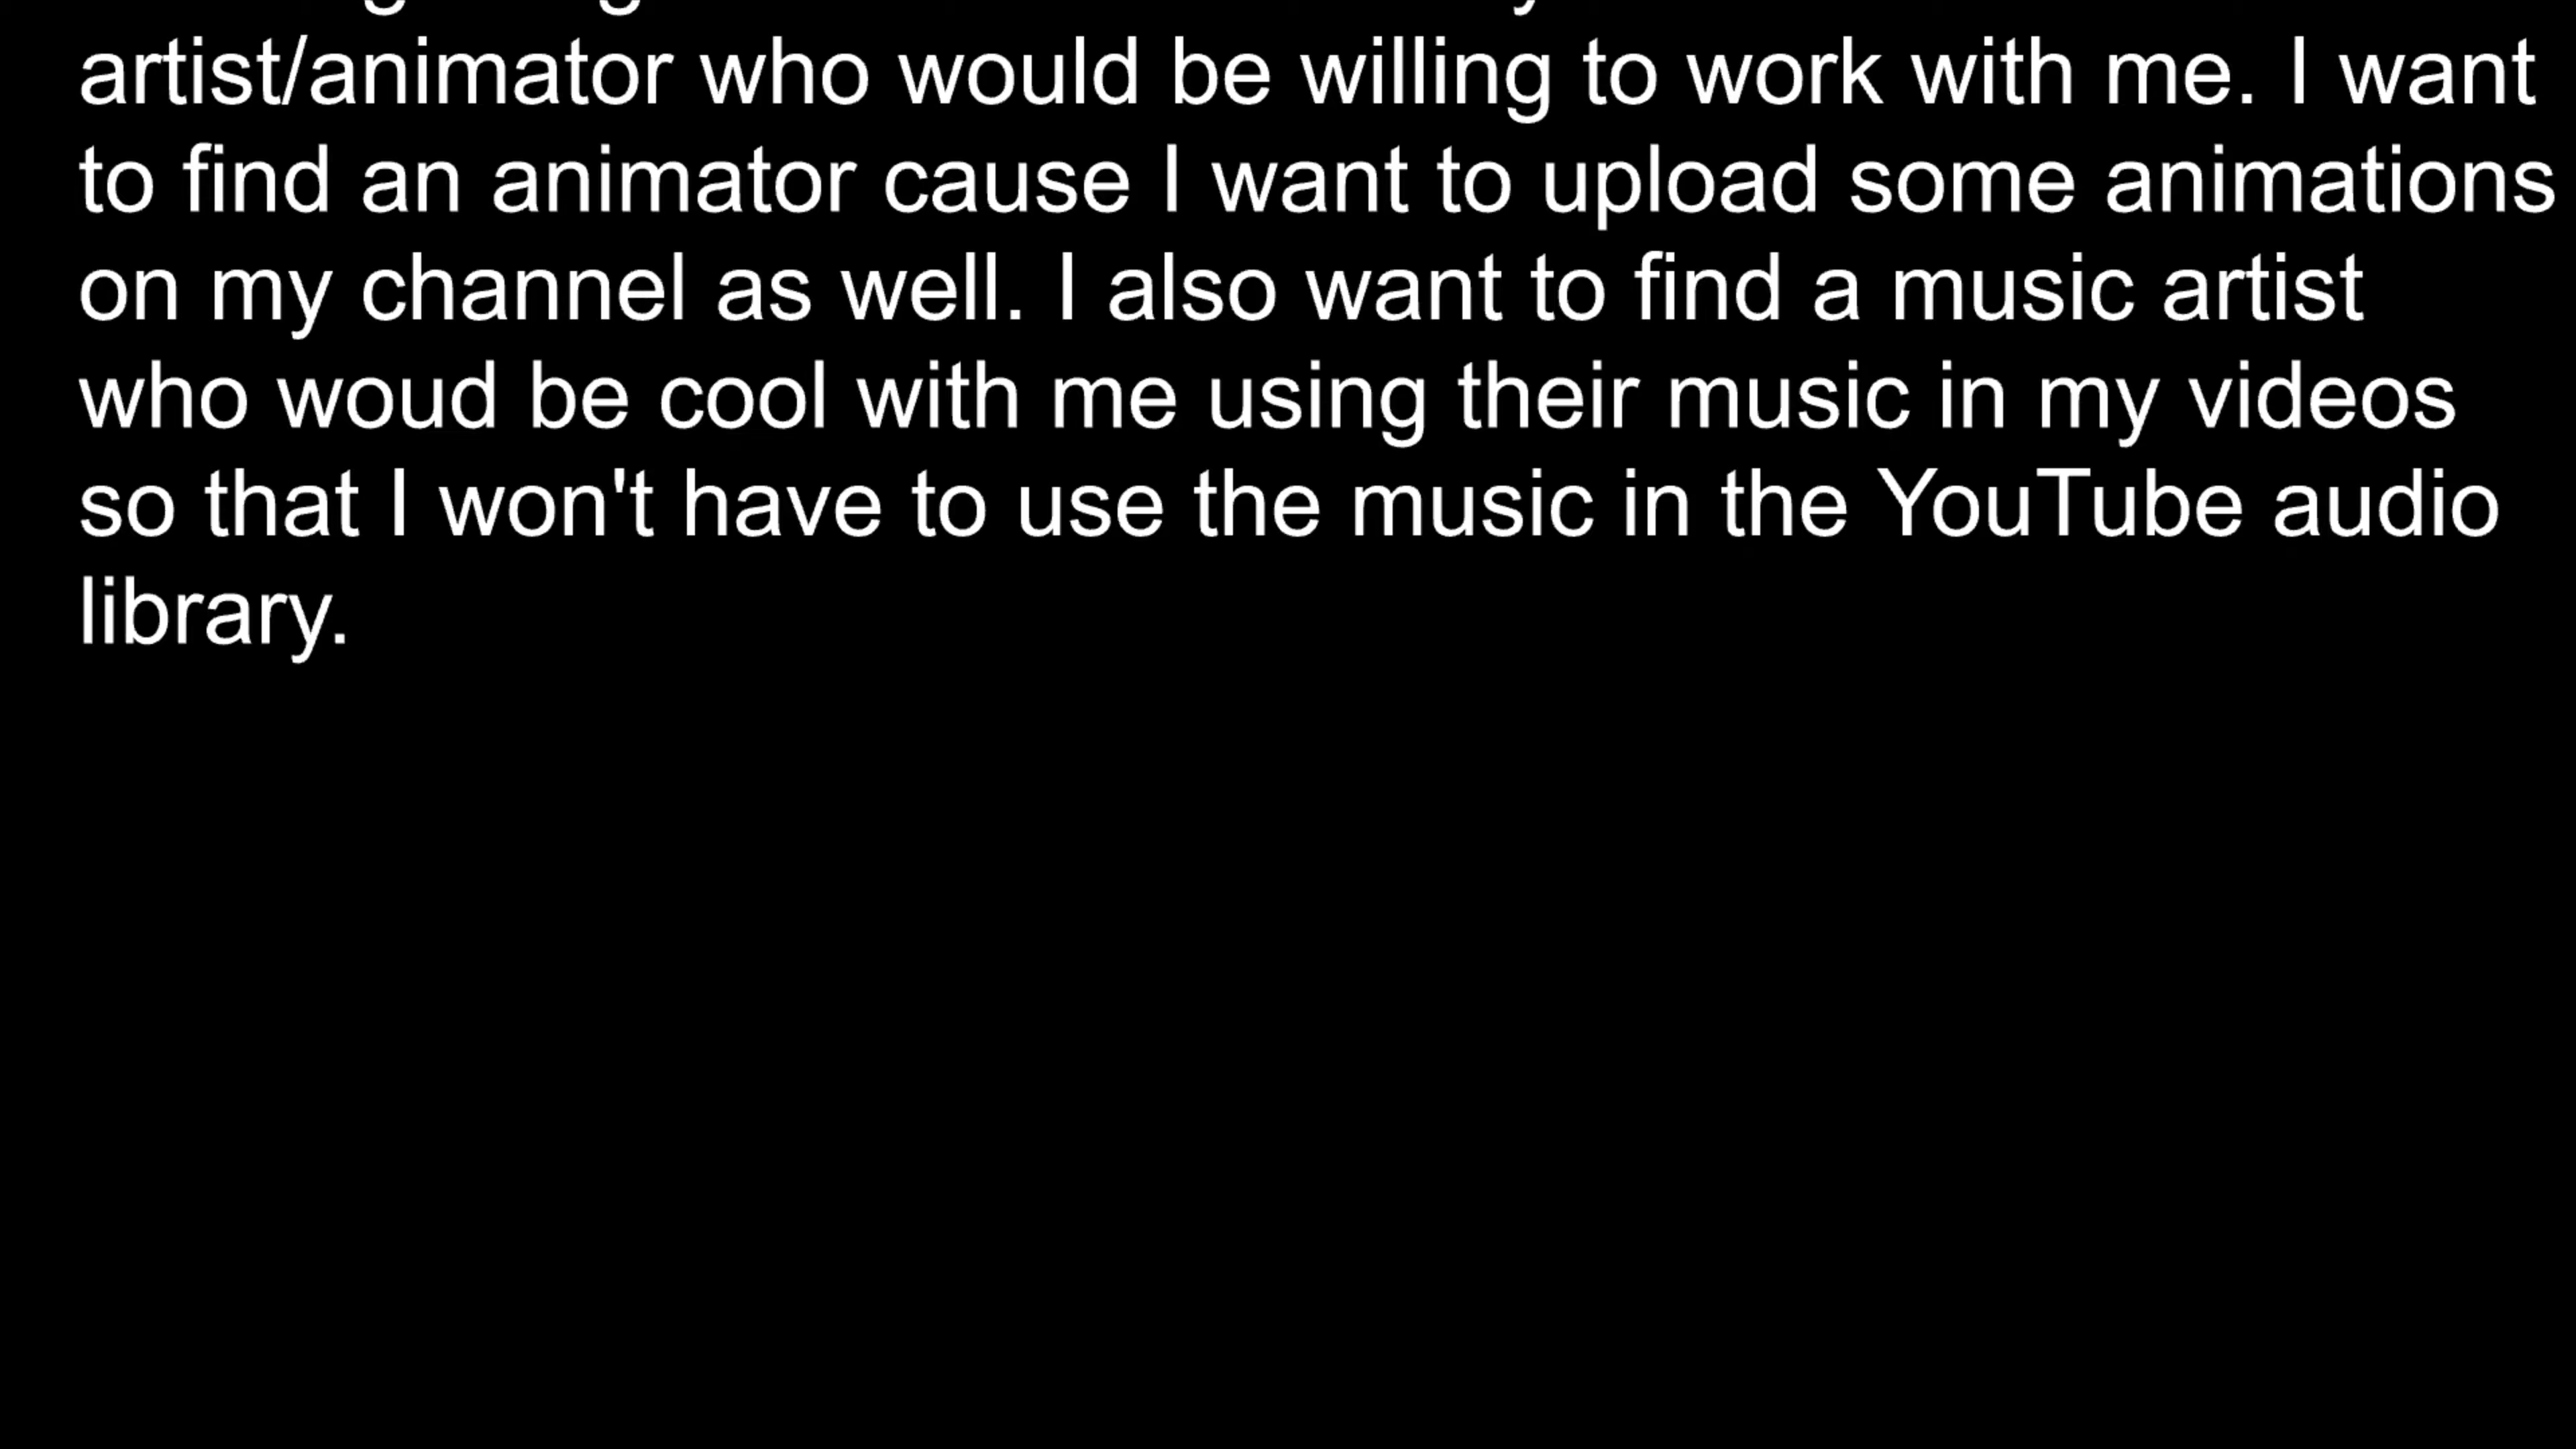 artist/animator who would be willing to work with me. I want
to find an animator cause I want to upload some animations
on my channel as well. I also want to find a music artist
who woud be cool with me using their music in my videos
so that I won't have to use the music in the YouTube audio
library.